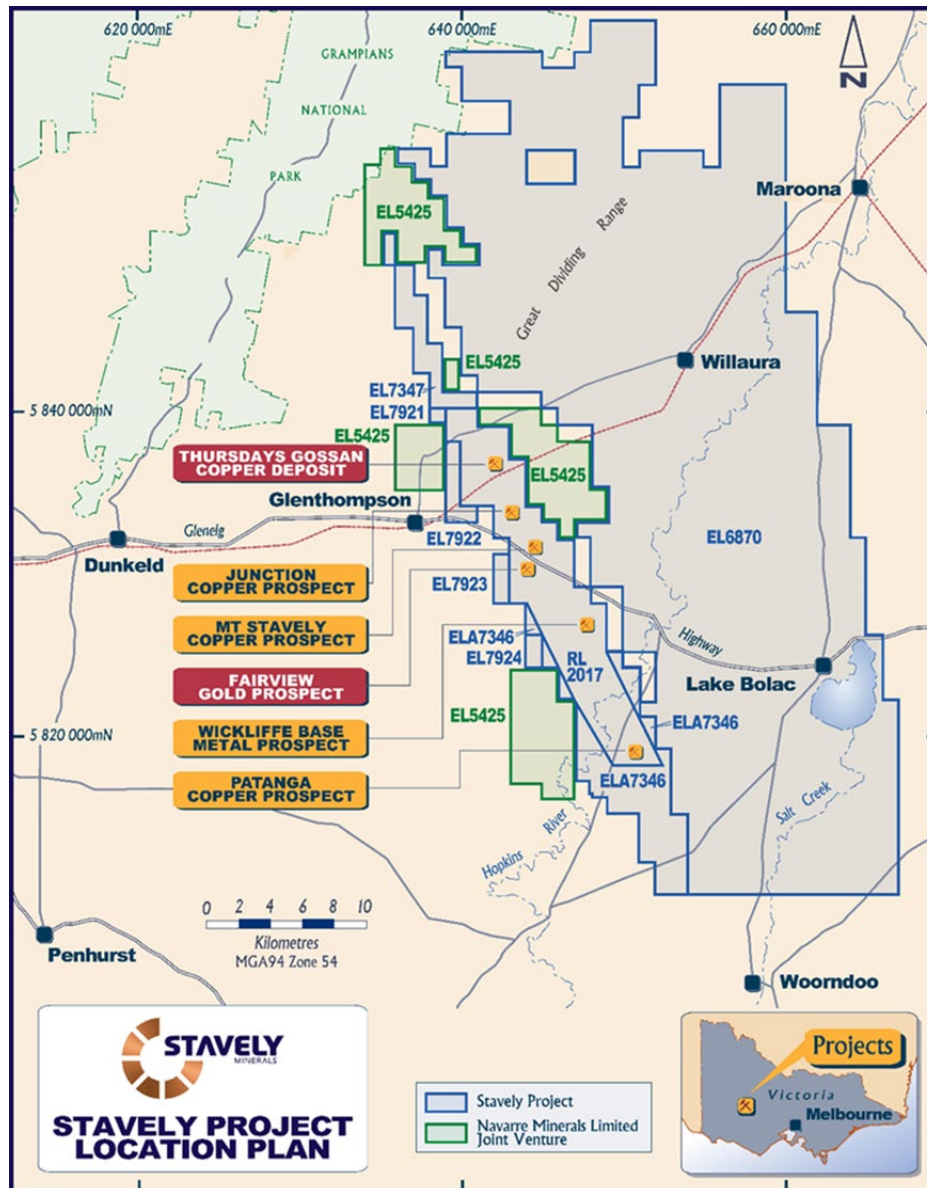 620 000mE
640 000mE
660 000mE
GRAMPIANS
NATIONAL
PARK
N
Maroona
EL5425
Great Dividing Range
Willaura
EL5425
EL7347
EL7921
5 840 000mN
EL5425
THURSDAYS GOSSAN
COPPER DEPOSIT
EL5425
Glenthompson
Glenelg
EL7922
EL6870
Dunkeld
JUNCTION
COPPER PROSPECT
EL7923
MT STAVELY
COPPER PROSPECT
ELA7346
Highway
EL7924
RL
2017
Lake Bolac
FAIRVIEW
GOLD PROSPECT
EL5425
ELA7346
WICKLIFFE BASE
METAL PROSPECT
5 820 000mN
PATANGA
COPPER PROSPECT
ELA7346
Salt Creek
Hopkins River
0 2 4 6 8 10
Kilometres
MGA94 Zone 54
Penhurst
Woorndoo
STAVELY
MINERALS
STAVELY PROJECT
LOCATION PLAN
Stavely Project
Navarre Minerals Limited
Joint Venture
Projects
Victoria
Melbourne